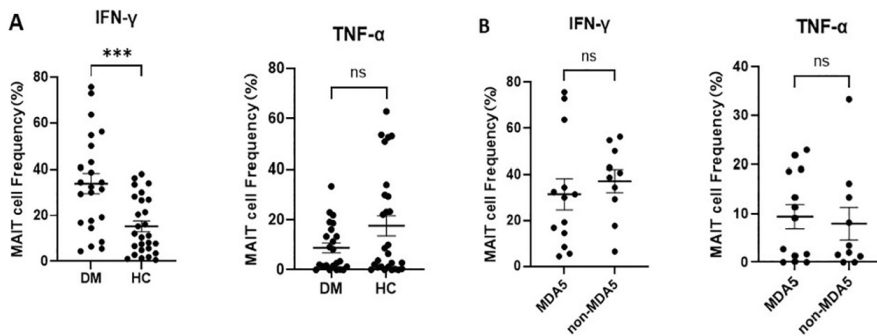 A
IFN-γ
***
MAIT cell Frequency(%)
80
60
40
20
0
DM
HC
TNF-α
ns
MAIT cell Frequency(%)
80
60
40
20
0
DM
HC
B
IFN-γ
ns
MAIT cell Frequency(%)
80
60
40
20
0
MDA5
non-MDA5
TNF-α
ns
MAIT cell Frequency(%)
40
30
20
10
0
MDA5
non-MDA5